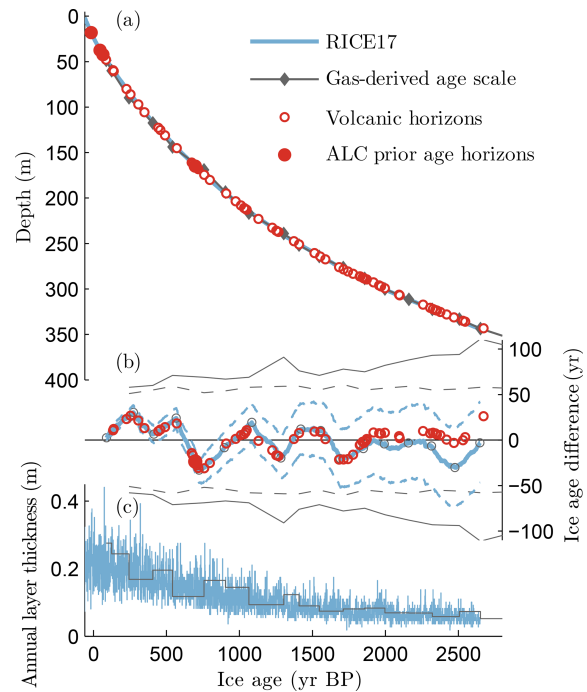 (a)
0
50
100
150
200
250
300
350
400
Depth (m)
RICE17
Gas-derived age scale
Volcanic horizons
ALC prior age horizons
(b)
100
50
0
−50
−100
Ice age difference (yr)
(c)
0.4
0.2
0
Annual layer thickness (m)
0 500 1000 1500 2000 2500
Ice age (yr BP)